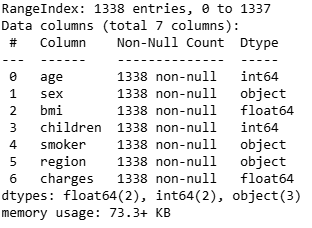 RangeIndex: 1338 entries, 0 to 1337
Data columns (total 7 columns):
 #   Column    Non-Null Count  Dtype
---  ------    --------------  -----
 0   age       1338 non-null   int64
 1   sex       1338 non-null   object
 2   bmi       1338 non-null   float64
 3   children  1338 non-null   int64
 4   smoker    1338 non-null   object
 5   region    1338 non-null   object
 6   charges   1338 non-null   float64
dtypes: float64(2), int64(2), object(3)
memory usage: 73.3+ KB